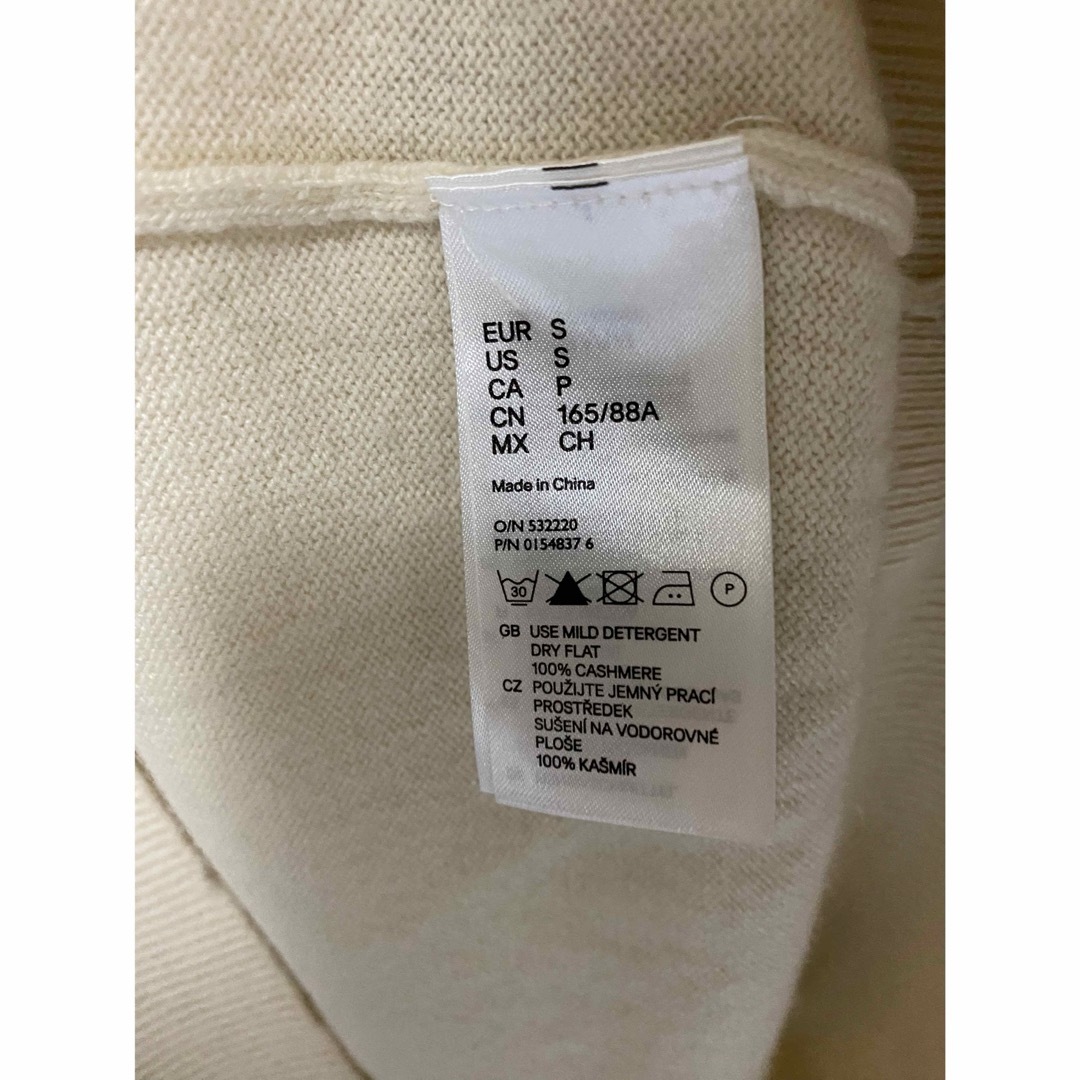 EUR S
US S
CA P
CN 165/88A
MX CH
Made in China
O/N 532220
P/N 0154837 6
30 P
GB USE MILD DETERGENT
DRY FLAT
100% CASHMERE
CZ POUŽIJTE JEMNÝ PRACÍ
PROSTŘEDEK
SUŠENÍ NA VODOROVNÉ
PLOŠE
100% KAŠMÍR